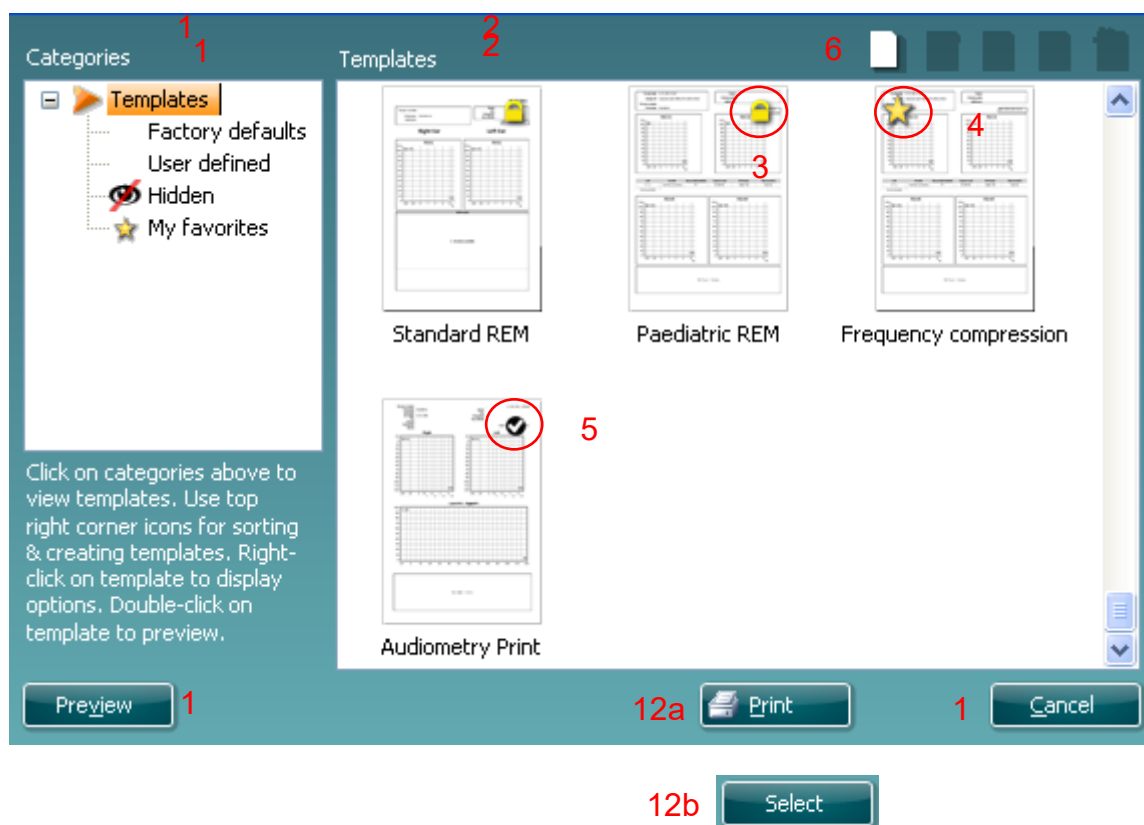 1
2
1
2
6
Categories
Templates
Templates
Factory defaults
User defined
Hidden
My favorites
3
4
Standard REM
Paediatric REM
Frequency compression
5
Audiometry Print
Click on categories above to
view templates. Use top
right corner icons for sorting
& creating templates. Right-
click on template to display
options. Double-click on
template to preview.
Preview
1
12a
Print
1
Cancel
12b
Select